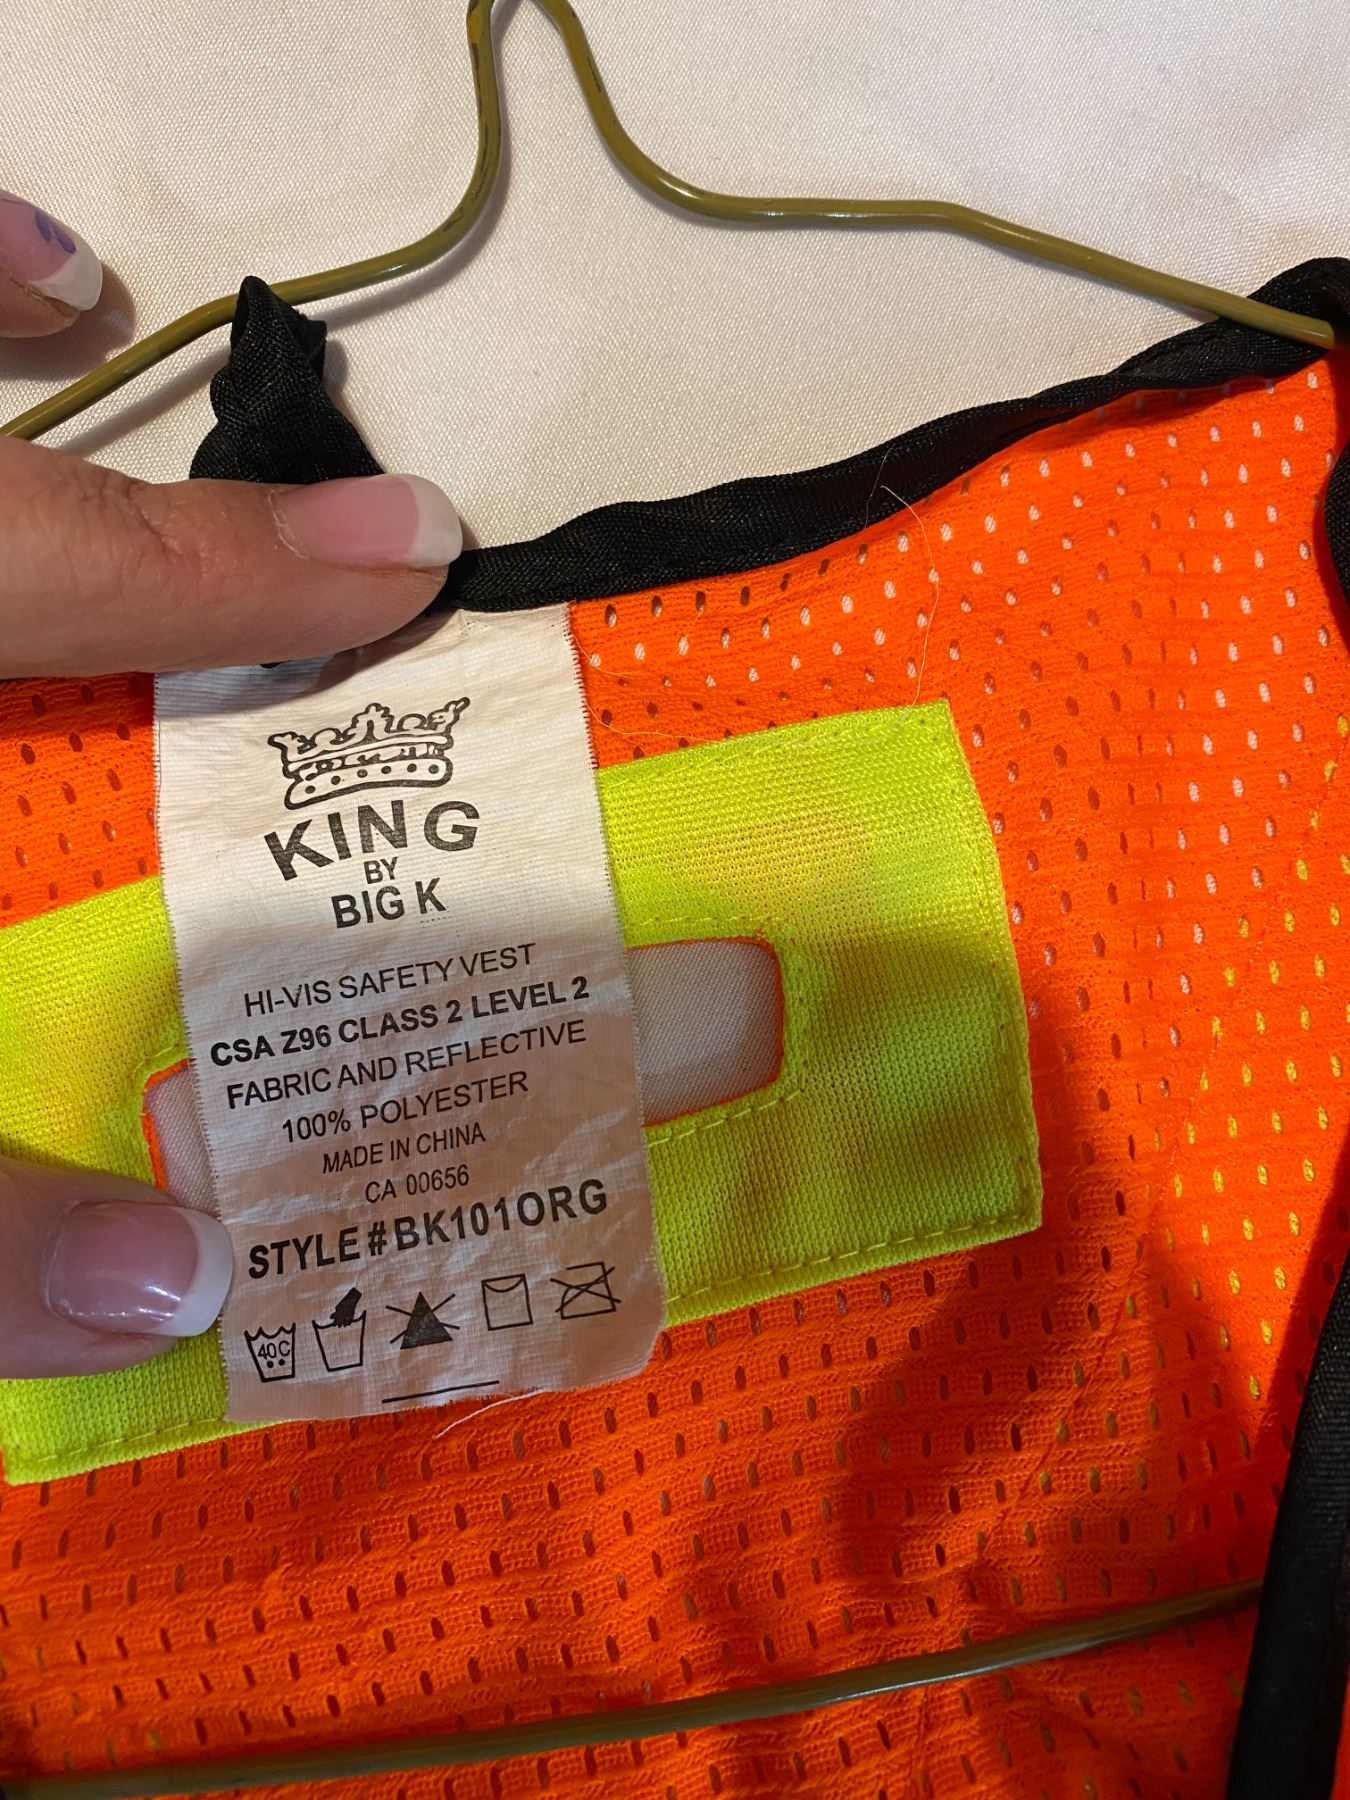 KING
BY
BIG K
HI-VIS SAFETY VEST
CSA Z96 CLASS 2 LEVEL 2
FABRIC AND REFLECTIVE
100% POLYESTER
MADE IN CHINA
CA 00656
STYLE#BK101ORG
40C